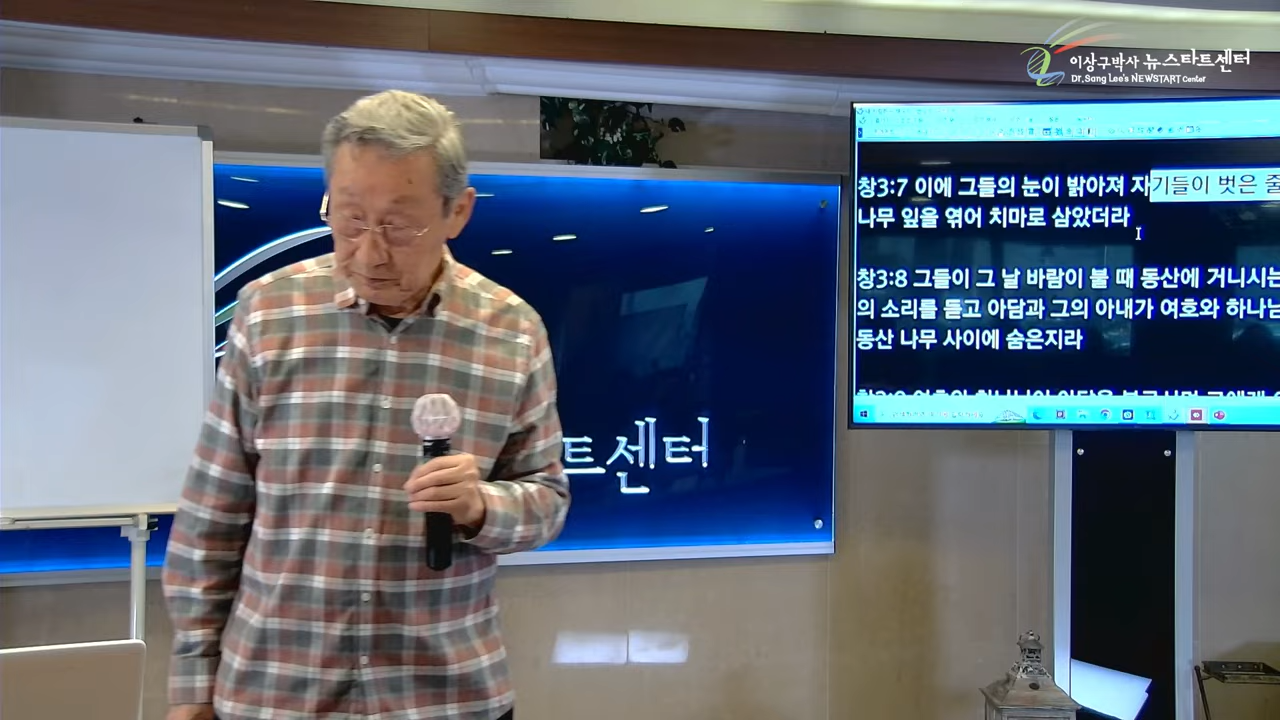 이상구박사 뉴스타트센터
Dr. Sang Lee's NEWSTART Center
창3:7 이에 그들의 눈이 밝아져 자기들이 벗은 줄
나무 잎을 엮어 치마로 삼았더라
창3:8 그들이 그 날 바람이 불 때 동산에 거니시는
의 소리를 듣고 아담과 그의 아내가 여호와 하나님
동산 나무 사이에 숨은지라
트센터